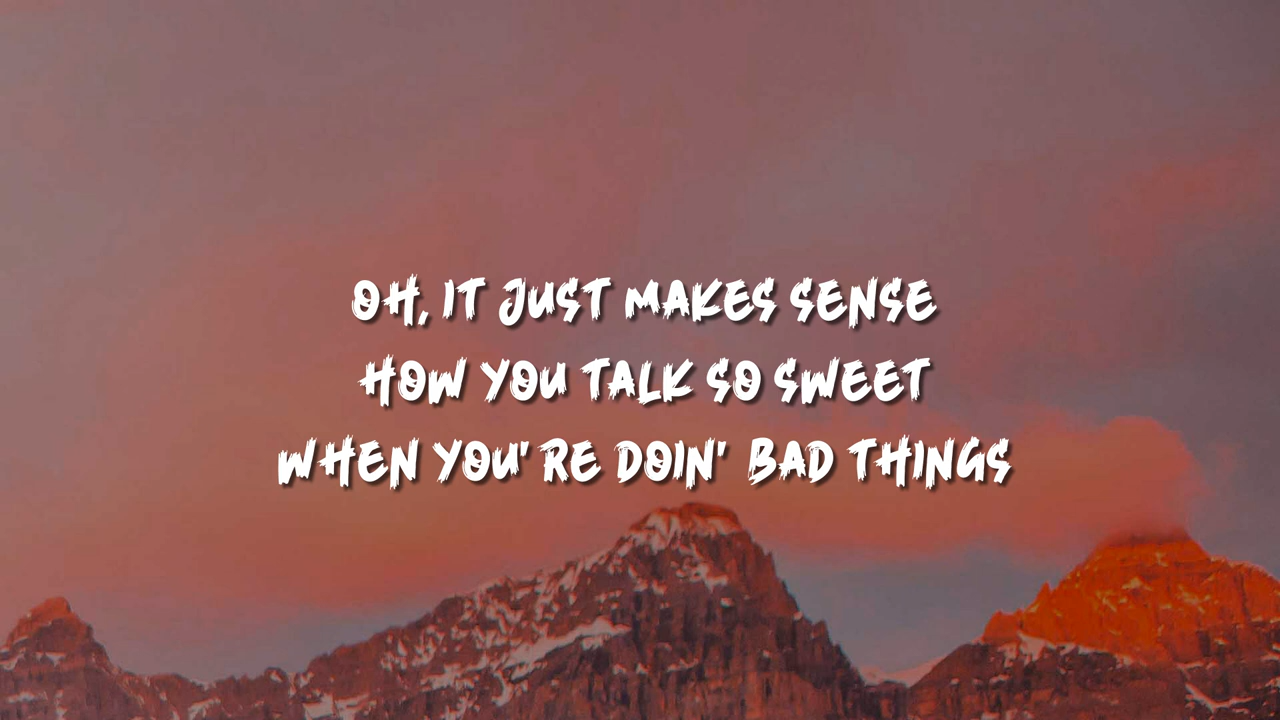 OH, IT JUST MAKES SENSE
HOW YOU TALK SO SWEET
WHEN YOU'RE DOIN' BAD THINGS